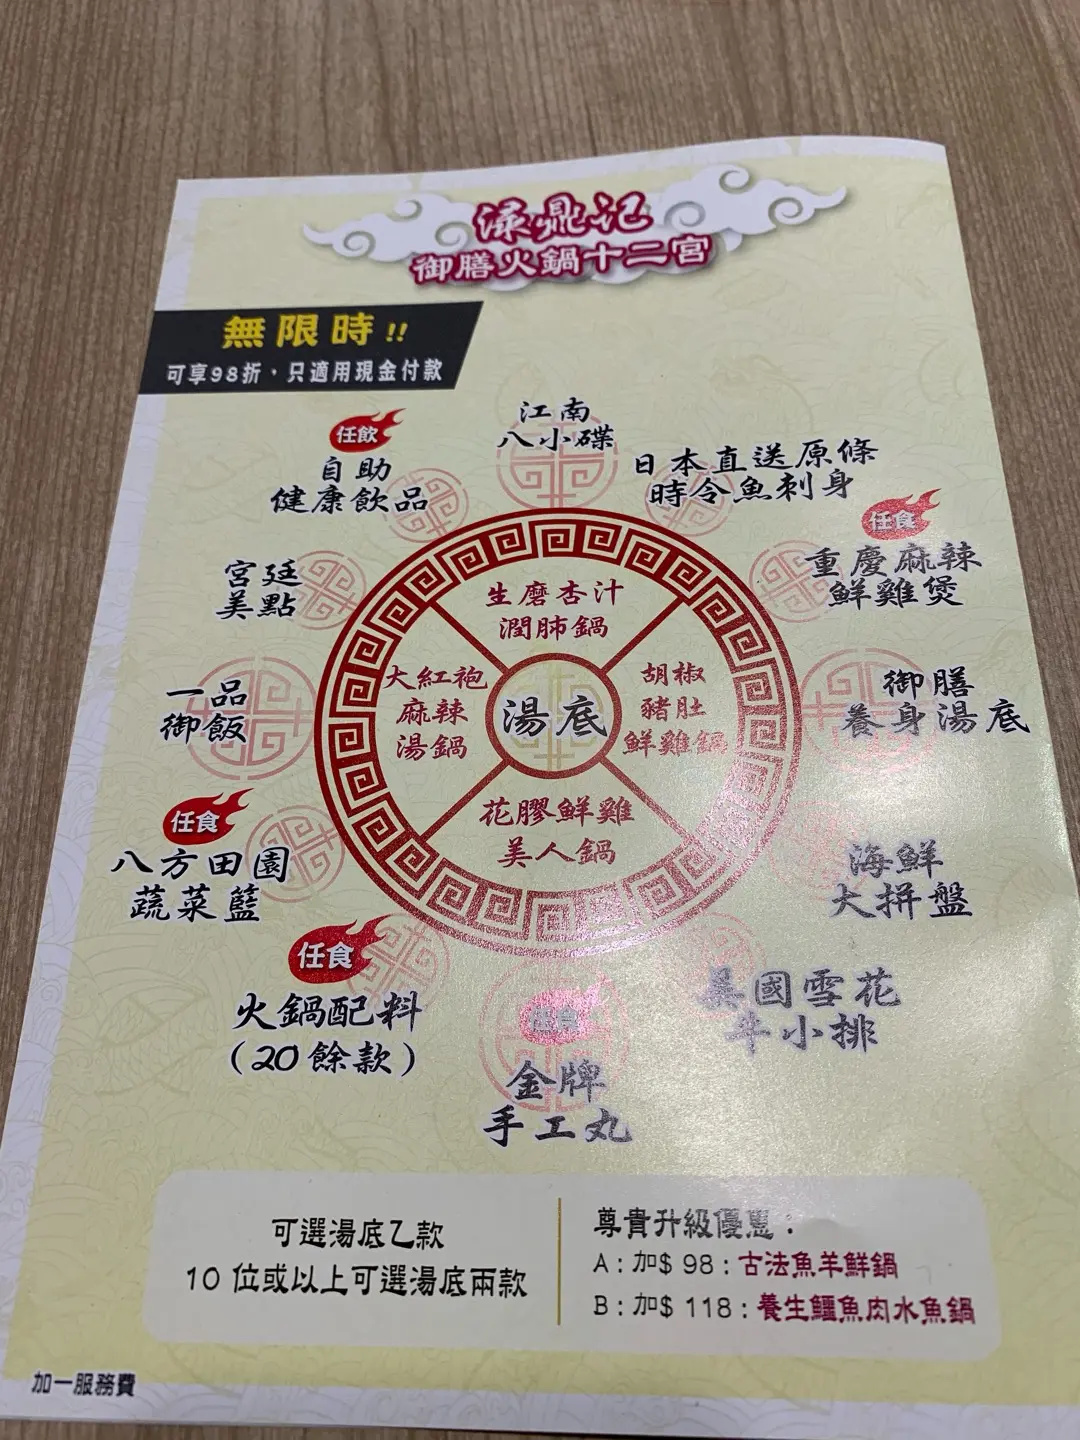 淥鼎記
御膳火鍋十二宮
無限時!!
可享98折，只適用現金付款
江南
八小碟
日本直送原條
時令魚刺身
任食
重慶麻辣
鮮雞煲
御膳
養身湯底
海鮮
大拼盤
美國雪花
牛小排
任食
金牌
手工丸
任食
火鍋配料
(20餘款)
任食
八方田園
蔬菜籃
一品
御飯
宮廷
美點
任飲
自助
健康飲品
生磨杏汁
潤肺鍋
胡椒
豬肚
鮮雞鍋
花膠鮮雞
美人鍋
大紅袍
麻辣
湯鍋
湯底
可選湯底乙款
10 位或以上可選湯底兩款
尊貴升級優惠：
A：加$ 98：古法魚羊鮮鍋
B：加$ 118：養生鱷魚肉水魚鍋
加一服務費